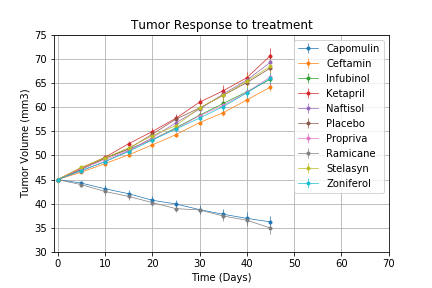 Tumor Response to treatment
Tumor Volume (mm3)
75
70
65
60
55
50
45
40
35
30
0
10
20
30
40
50
60
70
Time (Days)
Capomulin
Ceftamin
Infubinol
Ketapril
Naftisol
Placebo
Propriva
Ramicane
Stelasyn
Zoniferol